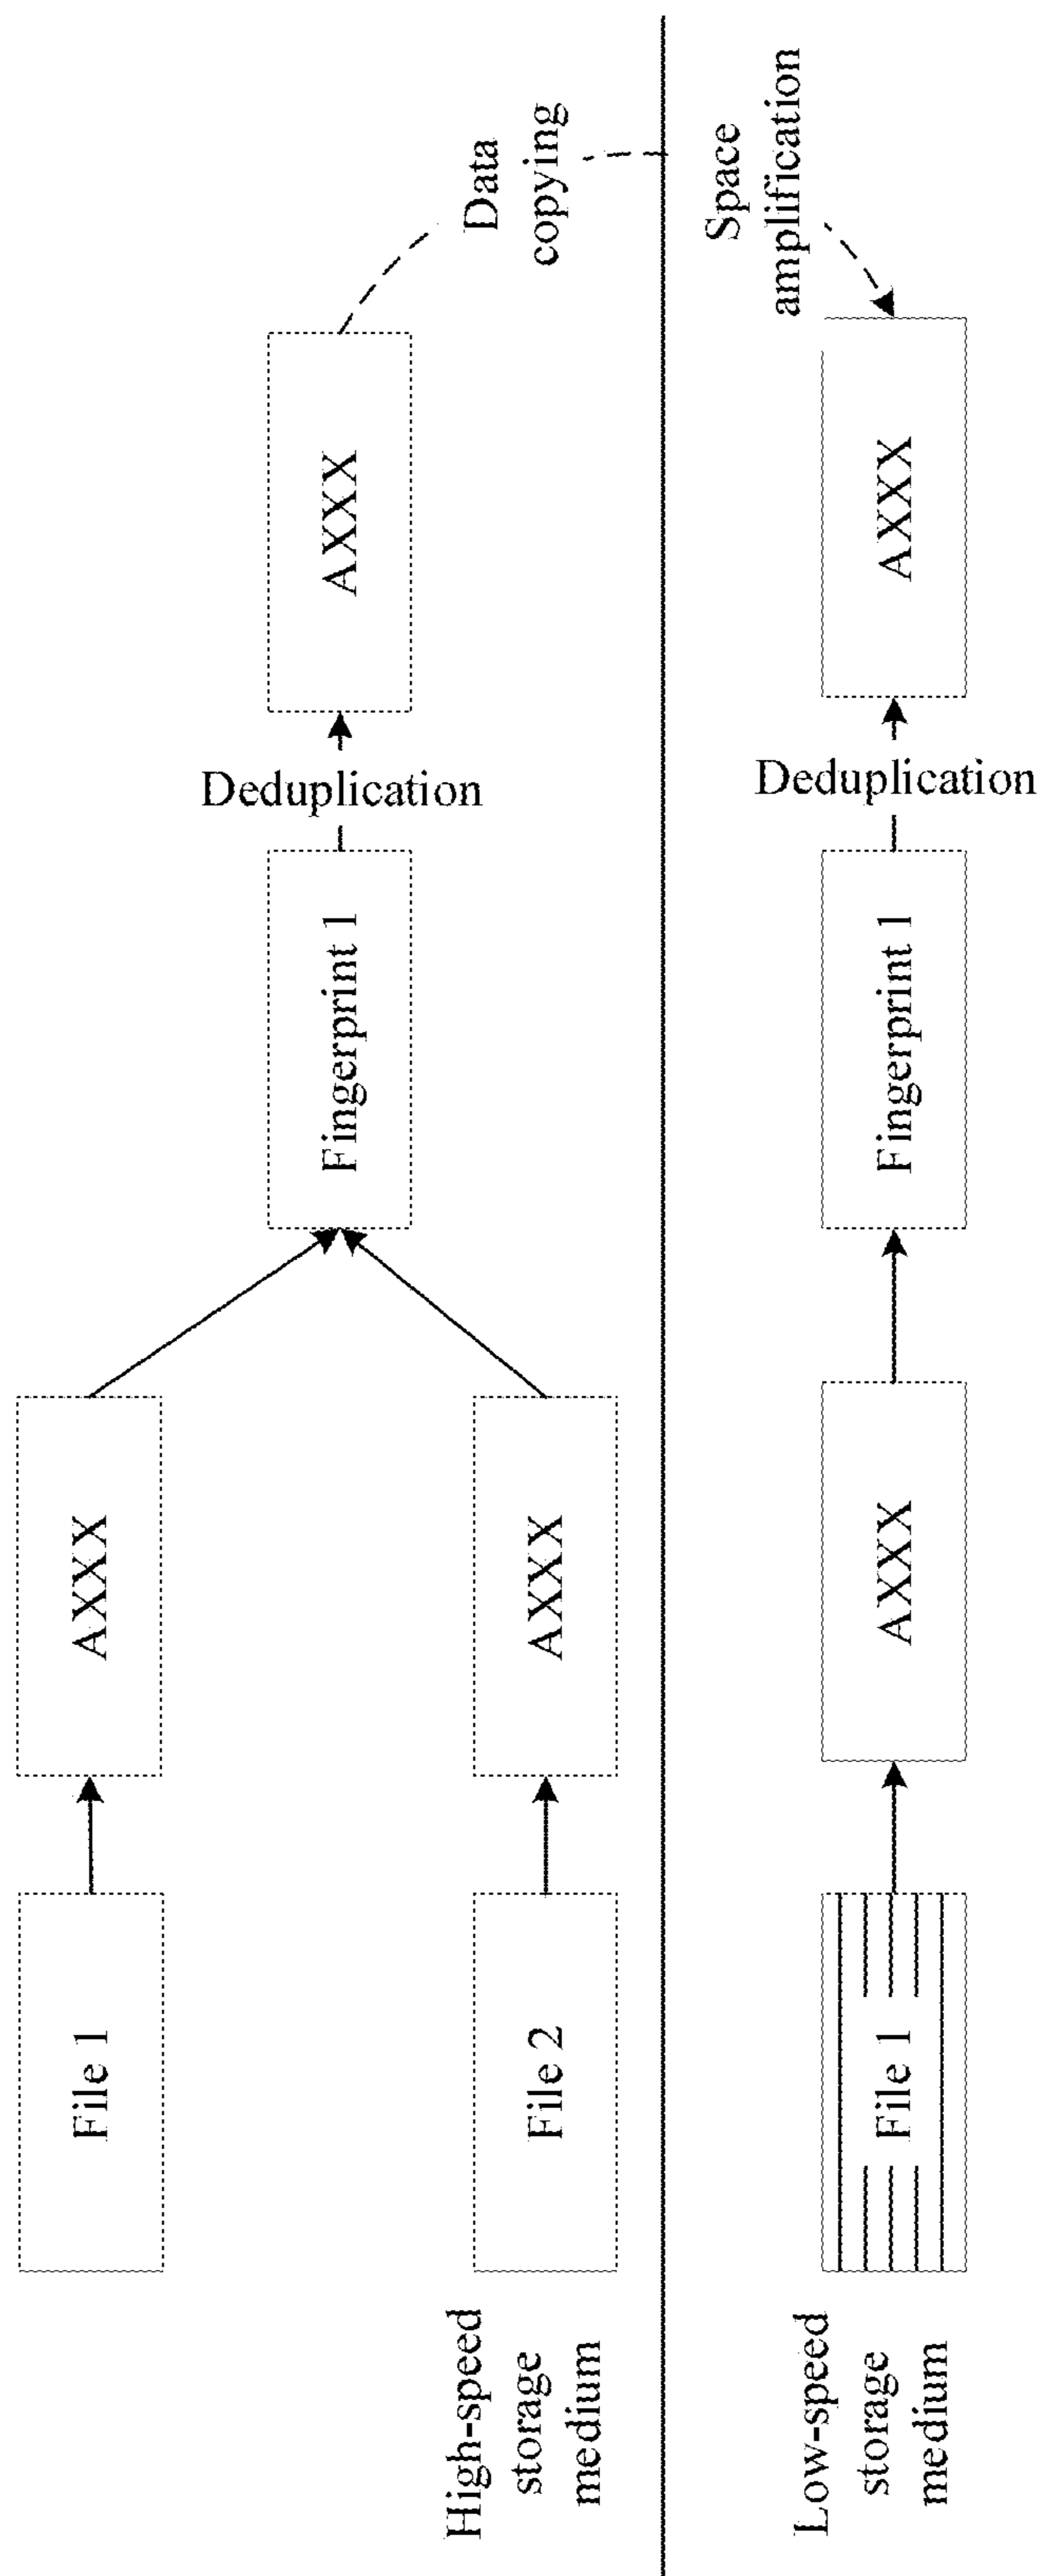 File 1
AXXX
Fingerprint 1
Deduplication
AXXX
File 2
AXXX
Data
copying
High-speed
storage
medium
Space
amplification
File 1
AXXX
Fingerprint 1
Deduplication
AXXX
Low-speed
storage
medium